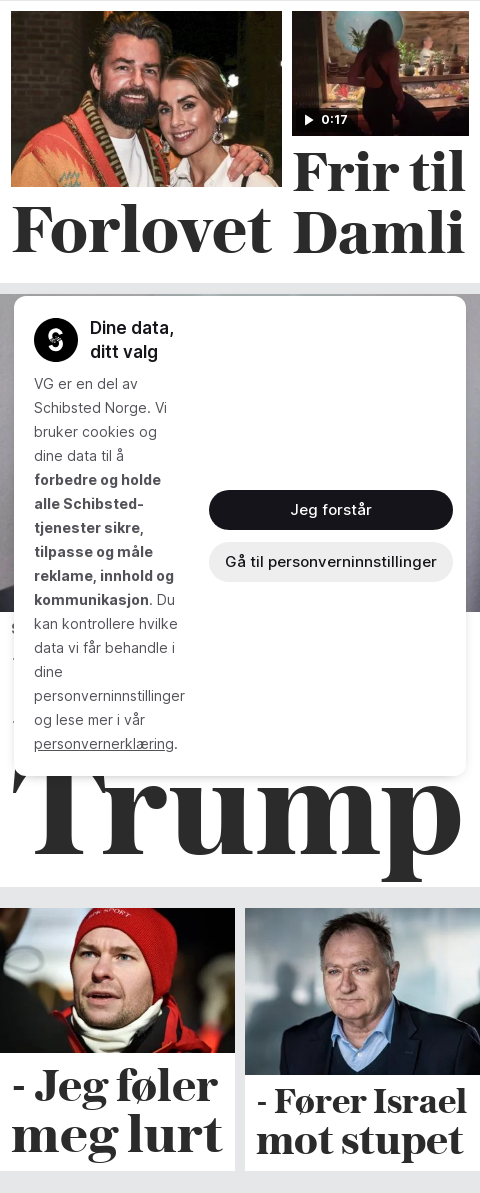 0:17
Forlovet
Frir til
Damli
Dine data,
ditt valg
VG er en del av
Schibsted Norge. Vi
bruker cookies og
dine data til å
forbedre og holde
alle Schibsted-
tjenester sikre,
tilpasse og måle
reklame, innhold og
kommunikasjon. Du
kan kontrollere hvilke
data vi får behandle i
dine
personverninnstillinger
og lese mer i vår
personvernerklæring.
Jeg forstår
Gå til personverninnstillinger
Trump
- Jeg føler
meg lurt
- Fører Israel
mot stupet